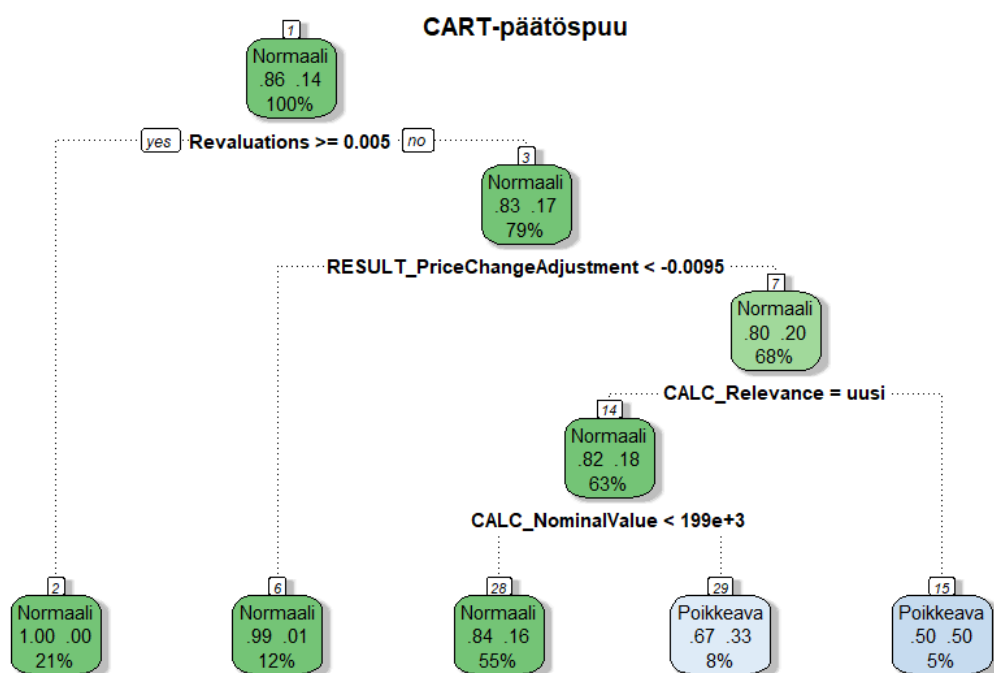 CART-päätöspuu
1
Normaali
.86 .14
100%
yes Revaluations >= 0.005 no
3
Normaali
.83 .17
79%
RESULT_PriceChangeAdjustment < -0.0095
7
Normaali
.80 .20
68%
CALC_Relevance = uusi
14
Normaali
.82 .18
63%
CALC_NominalValue < 199e+3
2
Normaali
1.00 .00
21%
6
Normaali
.99 .01
12%
28
Normaali
.84 .16
55%
29
Poikkeava
.67 .33
8%
15
Poikkeava
.50 .50
5%